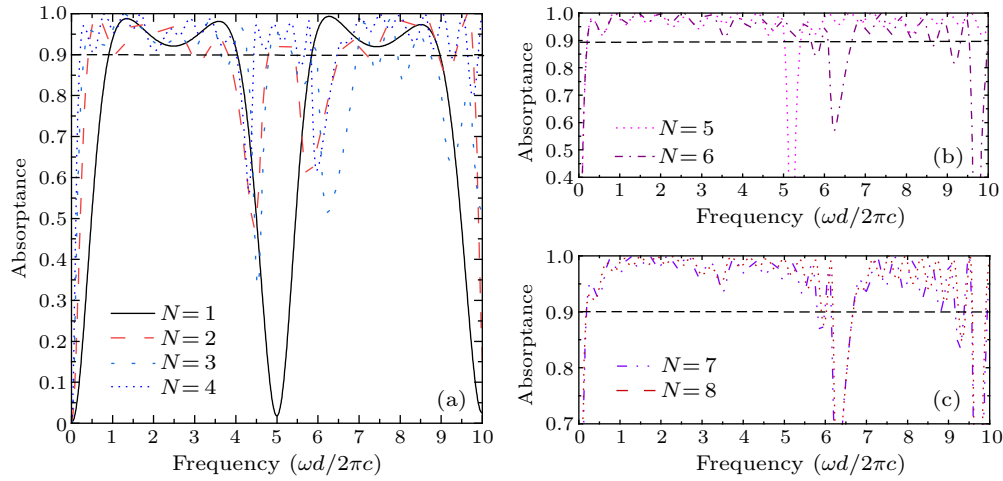 1.0
0.9
0.8
0.7
0.6
0.5
0.4
0.3
0.2
0.1
0
Absorptance
N=1
N=2
N=3
N=4
(a)
0 1 2 3 4 5 6 7 8 9 10
Frequency (ωd/2πc)
1.0
0.9
0.8
0.7
0.6
0.5
0.4
Absorptance
N=5
N=6
(b)
0 1 2 3 4 5 6 7 8 9 10
Frequency (ωd/2πc)
1.0
0.9
0.8
0.7
Absorptance
N=7
N=8
(c)
0 1 2 3 4 5 6 7 8 9 10
Frequency (ωd/2πc)